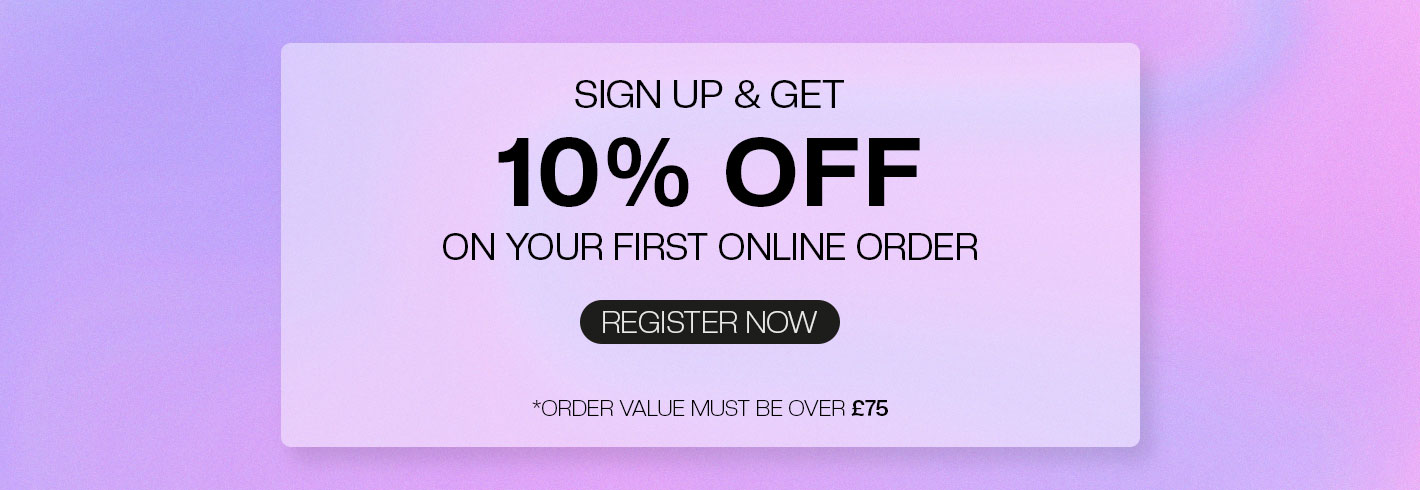 SIGN UP & GET
10% OFF
ON YOUR FIRST ONLINE ORDER
REGISTER NOW
*ORDER VALUE MUST BE OVER £75